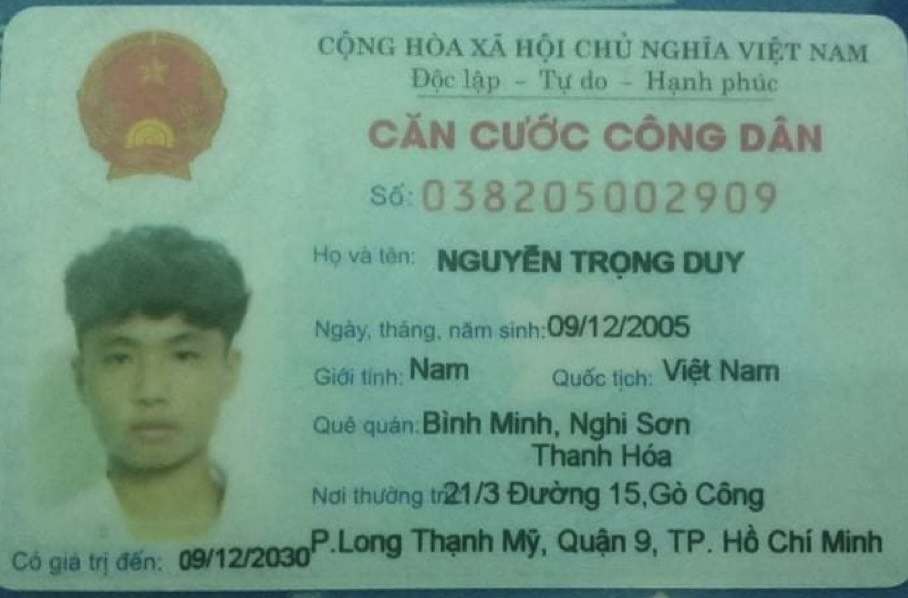 CỘNG HÒA XÃ HỘI CHỦ NGHĨA VIỆT NAM
Độc lập - Tự do - Hạnh phúc
CĂN CƯỚC CÔNG DÂN
Số: 038205002909
Họ và tên: NGUYỄN TRỌNG DUY
Ngày, tháng, năm sinh: 09/12/2005
Giới tính: Nam Quốc tịch: Việt Nam
Quê quán: Bình Minh, Nghi Sơn
Thanh Hóa
Nơi thường tr 21/3 Đường 15,Gò Công
P.Long Thạnh Mỹ, Quận 9, TP. Hồ Chí Minh
Có giá trị đến: 09/12/2030